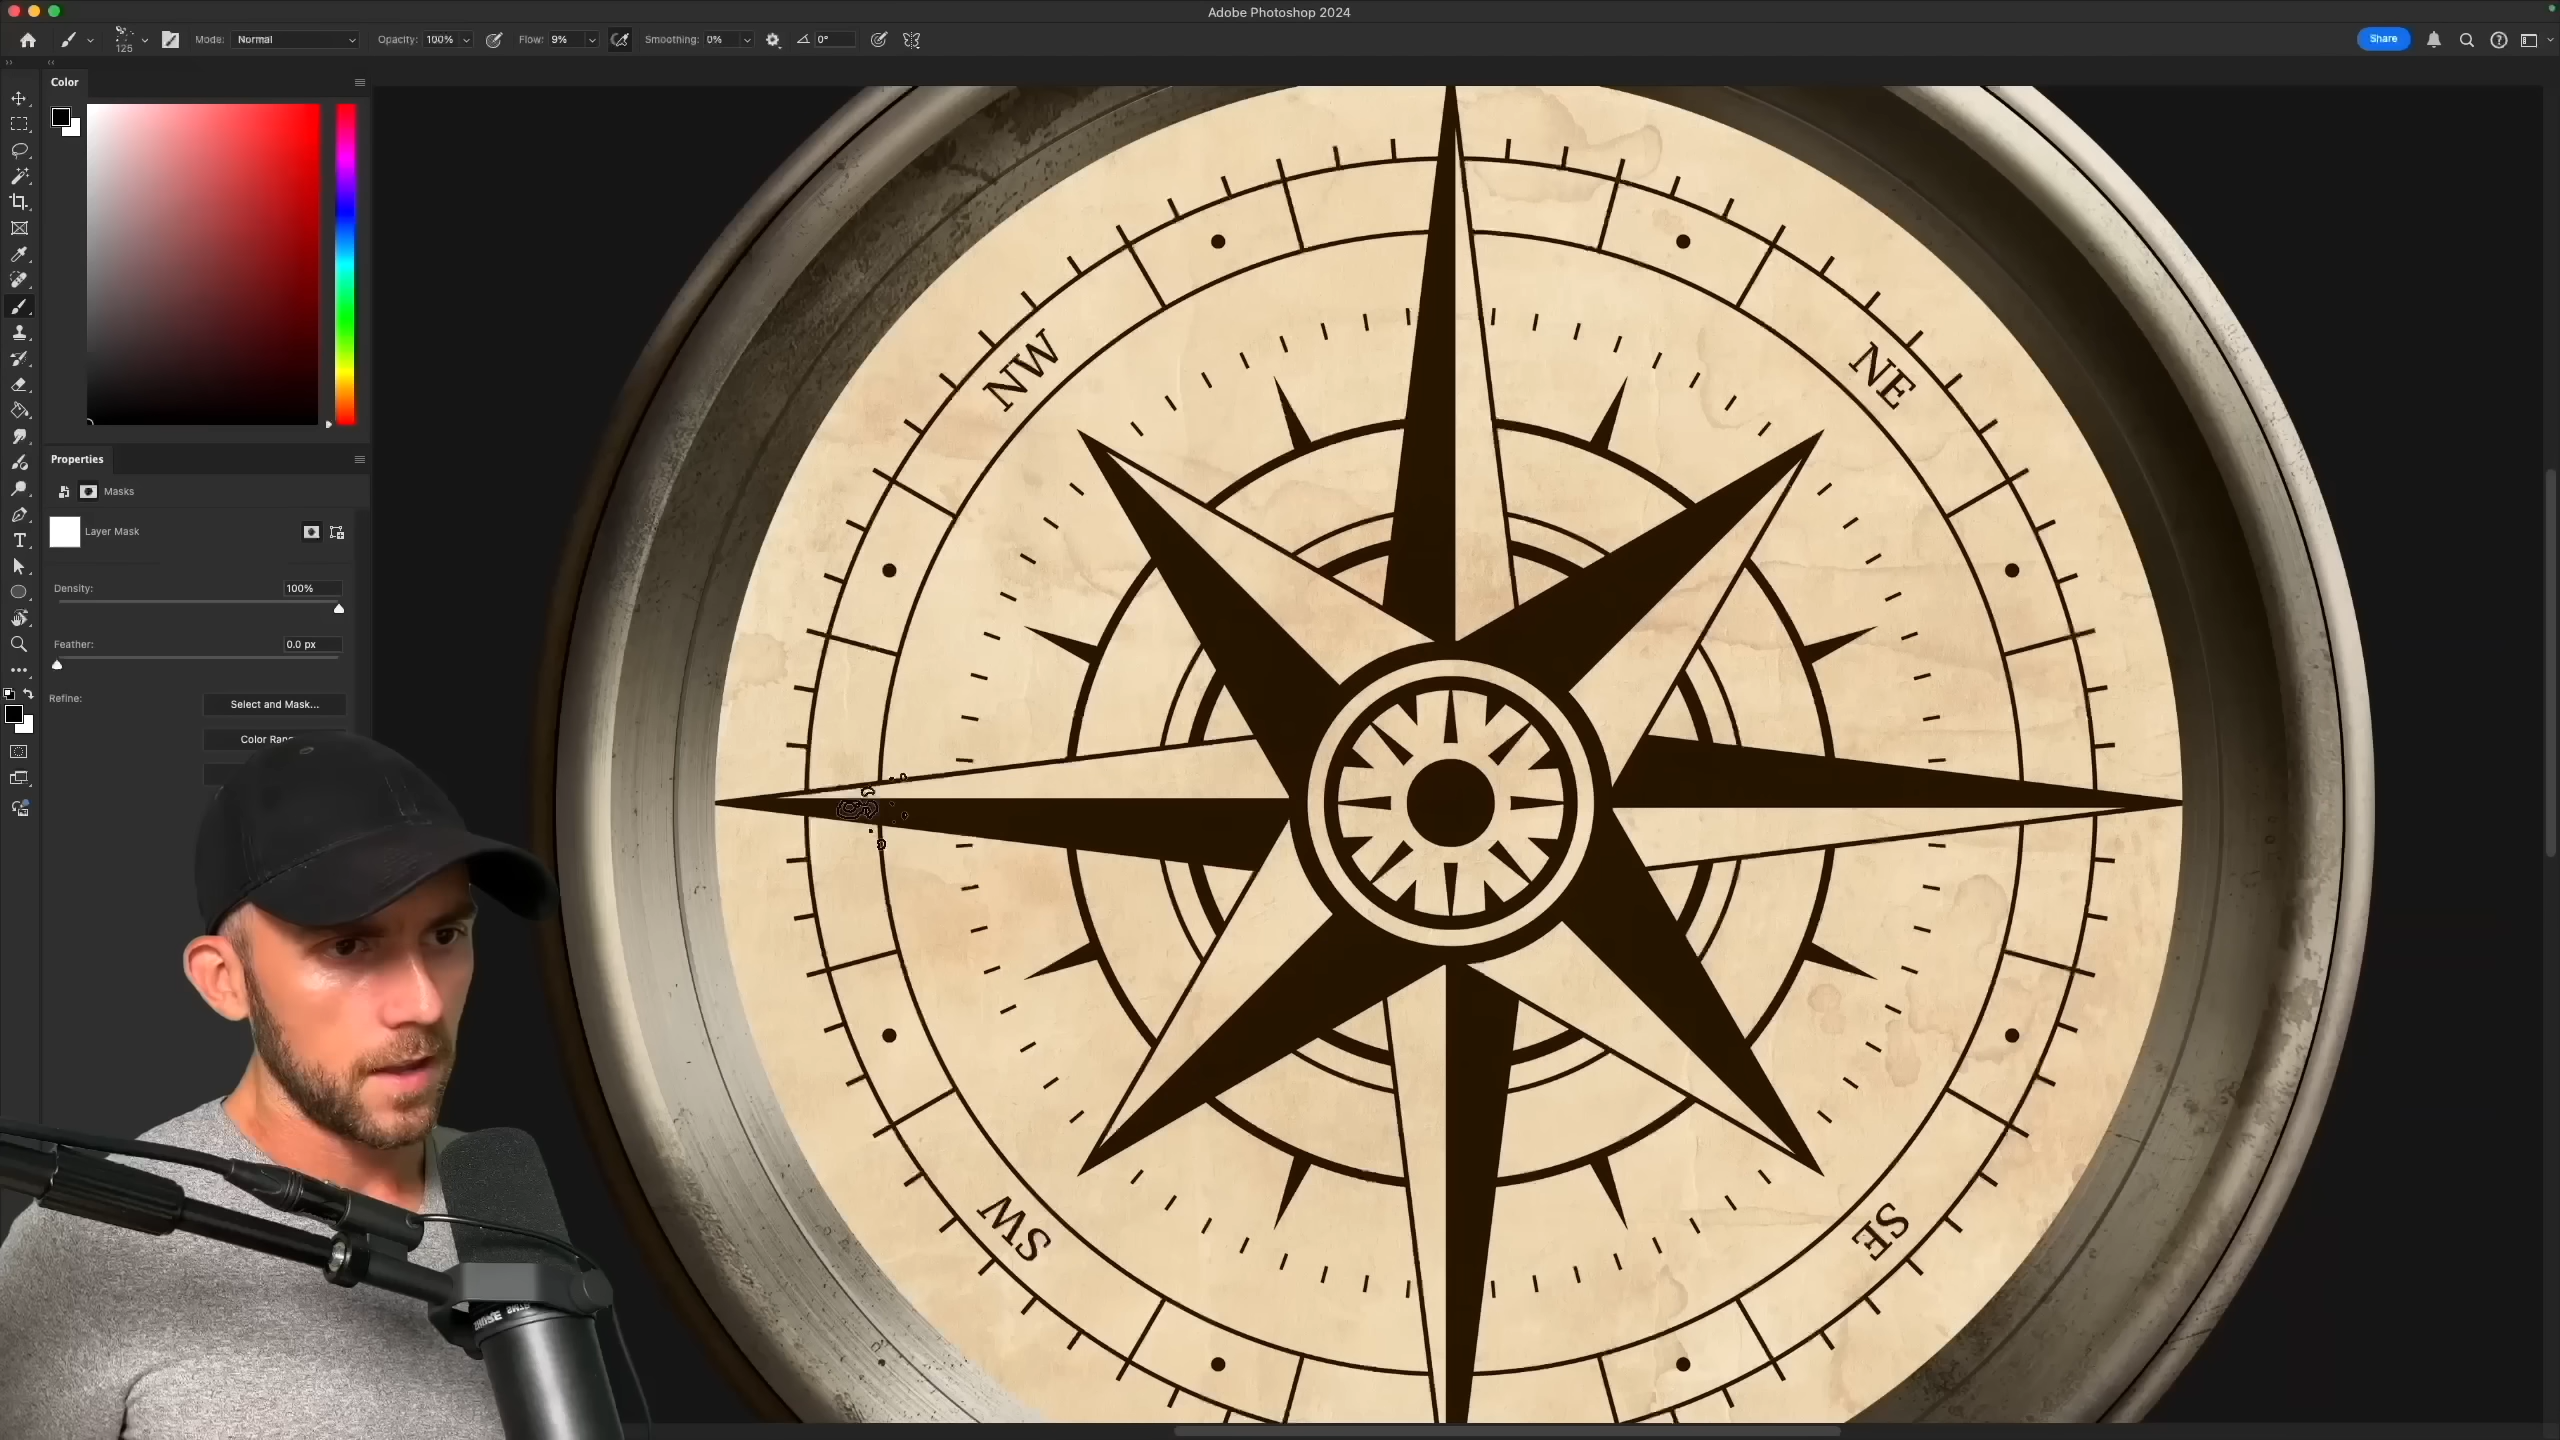 Adobe Photoshop 2024
125
Mode: Normal
Opacity: 100%
Flow: 9%
Smoothing: 0%
0°
Share
Color
Properties
Masks
Layer Mask
Density: 100%
Feather: 0.0 px
Refine:
Select and Mask...
NW
NE
SW
SE
SHURE